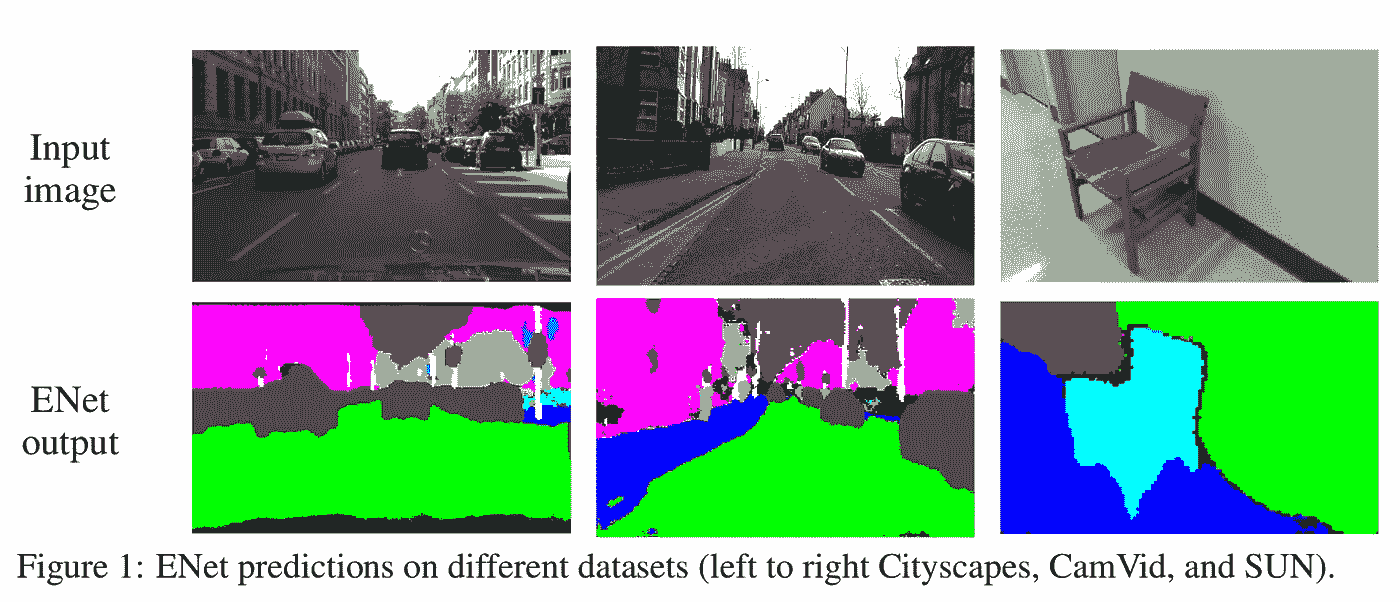 Input
image
ENet
output
Figure 1: ENet predictions on different datasets (left to right Cityscapes, CamVid, and SUN).